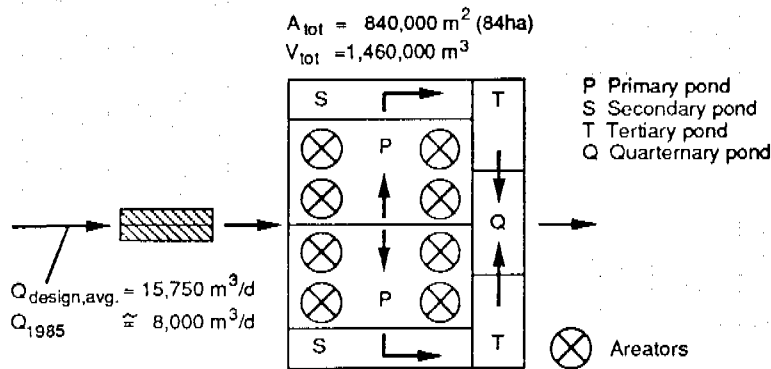 A_tot = 840,000 m² (84ha)
V_tot =1,460,000 m³
S
T
P Primary pond
S Secondary pond
T Tertiary pond
Q Quarternary pond
P
Q
Q_design,avg. = 15,750 m³/d
Q_1985 ≅ 8,000 m³/d
P
S
T
Areators